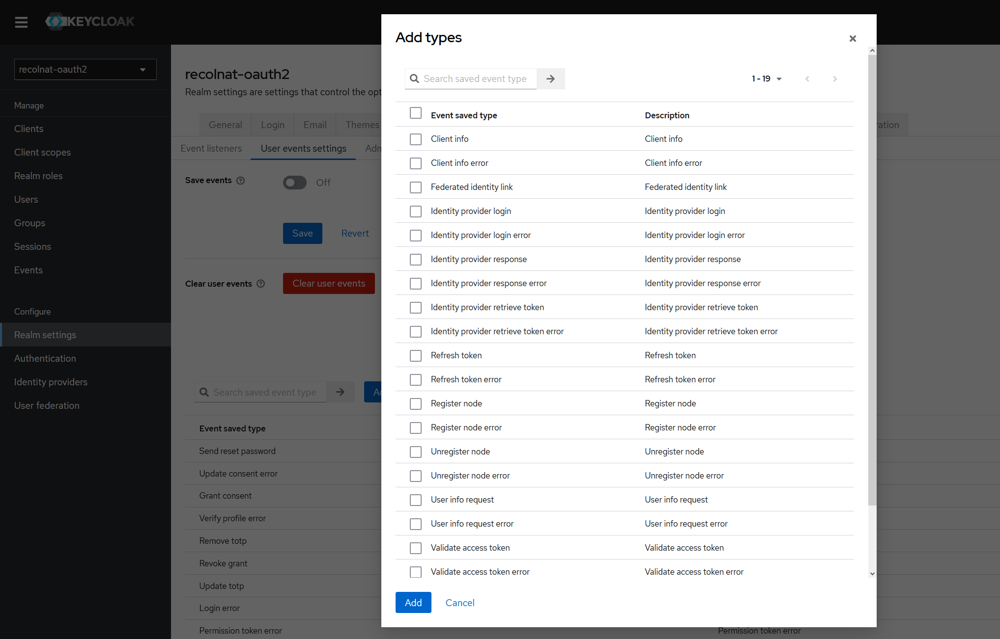 KEYCLOAK
recolnat-oauth2
Manage
Clients
Client scopes
Realm roles
Users
Groups
Sessions
Events
Configure
Realm settings
Authentication
Identity providers
User federation
recolnat-oauth2
Realm settings are settings that control the opt
General Login Email Themes ration
Event listeners User events settings Adm
Save events Off
Save Revert
Clear user events Clear user events
Search saved event type Ad
Event saved type
Send reset password
Update consent error
Grant consent
Verify profile error
Remove totp
Revoke grant
Update totp
Login error
Permission token error Permission token error
Add types
Search saved event type 1 - 19
Event saved type Description
Client info Client info
Client info error Client info error
Federated identity link Federated identity link
Identity provider login Identity provider login
Identity provider login error Identity provider login error
Identity provider response Identity provider response
Identity provider response error Identity provider response error
Identity provider retrieve token Identity provider retrieve token
Identity provider retrieve token error Identity provider retrieve token error
Refresh token Refresh token
Refresh token error Refresh token error
Register node Register node
Register node error Register node error
Unregister node Unregister node
Unregister node error Unregister node error
User info request User info request
User info request error User info request error
Validate access token Validate access token
Validate access token error Validate access token error
Add Cancel